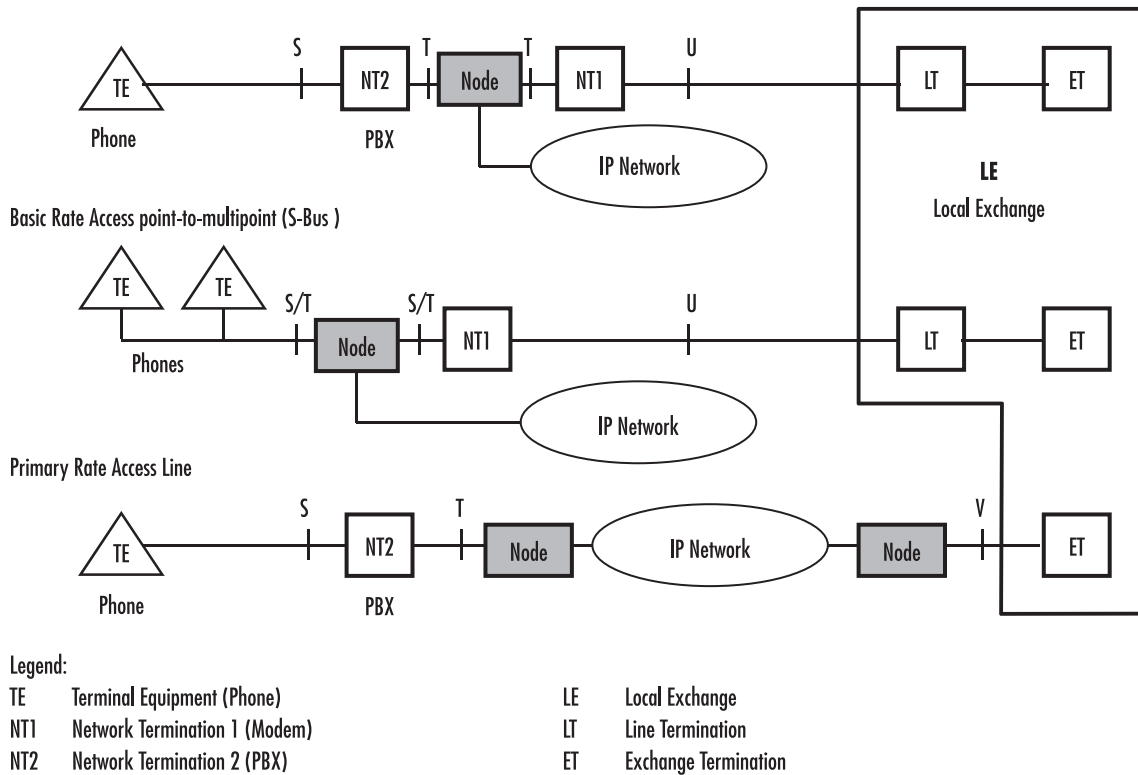 S T T U
TE NT2 Node NT1 LT ET
Phone PBX
IP Network
LE
Local Exchange
Basic Rate Access point-to-multipoint (S-Bus )
TE TE
S/T S/T U
Node NT1 LT ET
Phones
IP Network
Primary Rate Access Line
S T V
TE NT2 Node IP Network Node ET
Phone PBX
Legend:
TE Terminal Equipment (Phone) LE Local Exchange
NT1 Network Termination 1 (Modem) LT Line Termination
NT2 Network Termination 2 (PBX) ET Exchange Termination